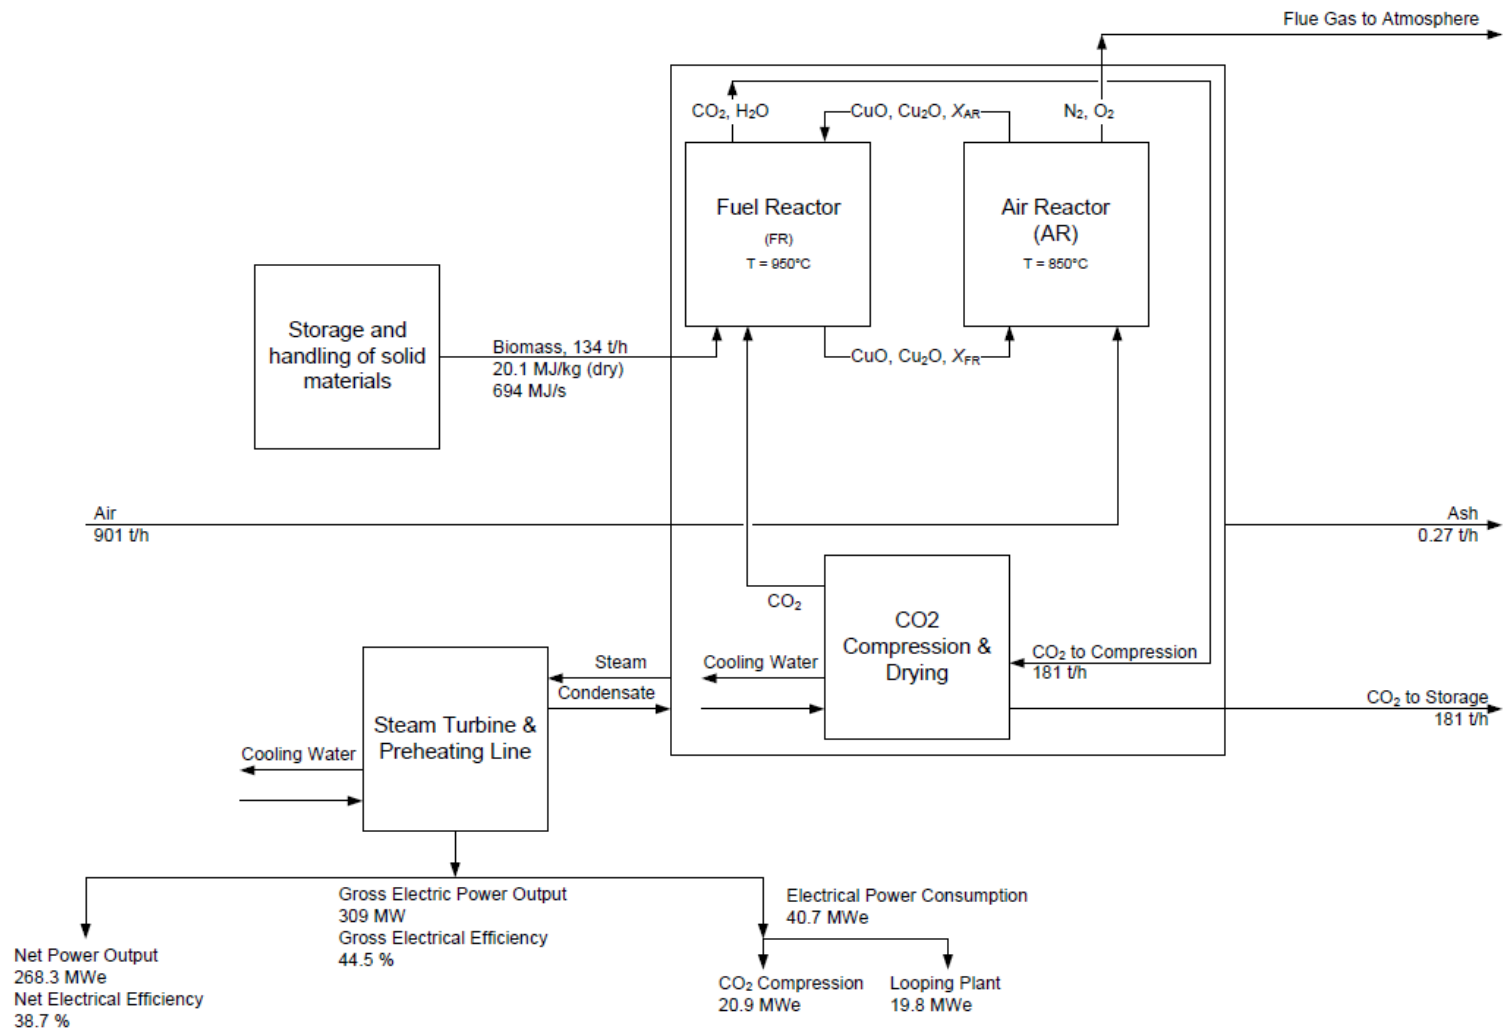 Flue Gas to Atmosphere
CO₂, H₂O
CuO, Cu₂O, X_AR
N₂, O₂
Fuel Reactor
(FR)
T = 950°C
Air Reactor
(AR)
T = 850°C
Storage and
handling of solid
materials
Biomass, 134 t/h
20.1 MJ/kg (dry)
694 MJ/s
CuO, Cu₂O, X_FR
Air
901 t/h
Ash
0.27 t/h
CO₂
CO2
Compression &
Drying
CO₂ to Compression
181 t/h
Cooling Water
Steam
Condensate
CO₂ to Storage
181 t/h
Steam Turbine &
Preheating Line
Cooling Water
Gross Electric Power Output
309 MW
Gross Electrical Efficiency
44.5 %
Electrical Power Consumption
40.7 MWe
Net Power Output
268.3 MWe
Net Electrical Efficiency
38.7 %
CO₂ Compression
20.9 MWe
Looping Plant
19.8 MWe